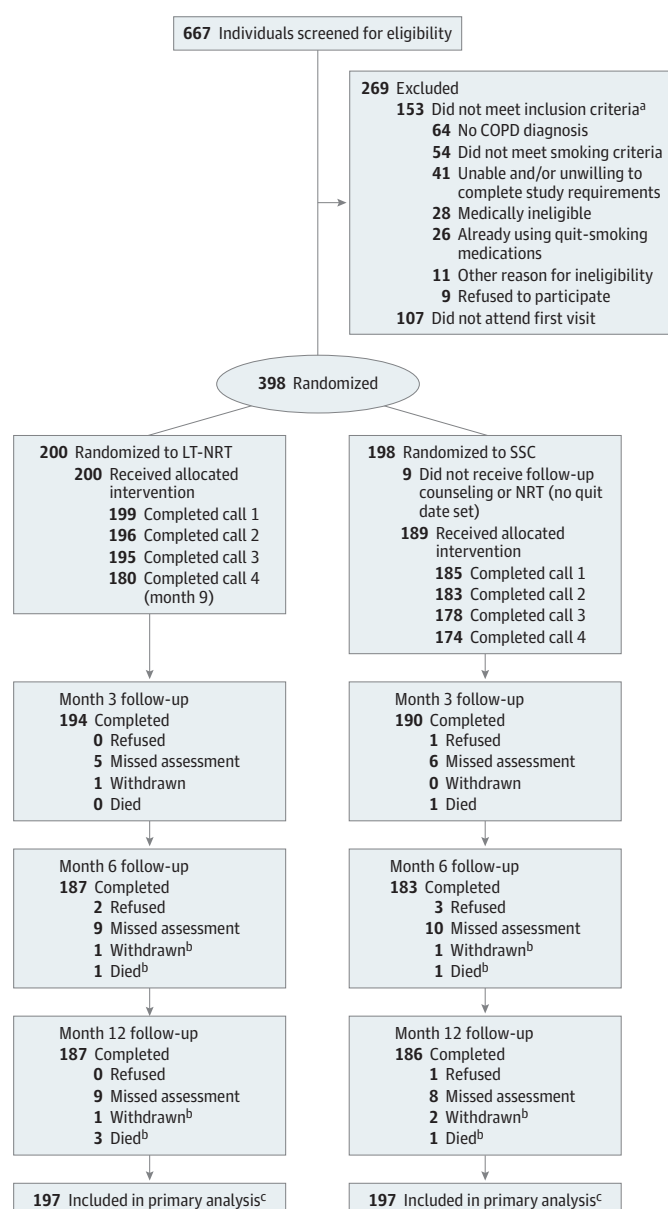 667 Individuals screened for eligibility
269 Excluded
153 Did not meet inclusion criteriaᵃ
64 No COPD diagnosis
54 Did not meet smoking criteria
41 Unable and/or unwilling to
complete study requirements
28 Medically ineligible
26 Already using quit-smoking
medications
11 Other reason for ineligibility
9 Refused to participate
107 Did not attend first visit
398 Randomized
200 Randomized to LT-NRT
200 Received allocated
intervention
199 Completed call 1
196 Completed call 2
195 Completed call 3
180 Completed call 4
(month 9)
198 Randomized to SSC
9 Did not receive follow-up
counseling or NRT (no quit
date set)
189 Received allocated
intervention
185 Completed call 1
183 Completed call 2
178 Completed call 3
174 Completed call 4
Month 3 follow-up
194 Completed
0 Refused
5 Missed assessment
1 Withdrawn
0 Died
Month 3 follow-up
190 Completed
1 Refused
6 Missed assessment
0 Withdrawn
1 Died
Month 6 follow-up
187 Completed
2 Refused
9 Missed assessment
1 Withdrawnᵇ
1 Diedᵇ
Month 6 follow-up
183 Completed
3 Refused
10 Missed assessment
1 Withdrawnᵇ
1 Diedᵇ
Month 12 follow-up
187 Completed
0 Refused
9 Missed assessment
1 Withdrawnᵇ
3 Diedᵇ
Month 12 follow-up
186 Completed
1 Refused
8 Missed assessment
2 Withdrawnᵇ
1 Diedᵇ
197 Included in primary analysisᶜ
197 Included in primary analysisᶜ